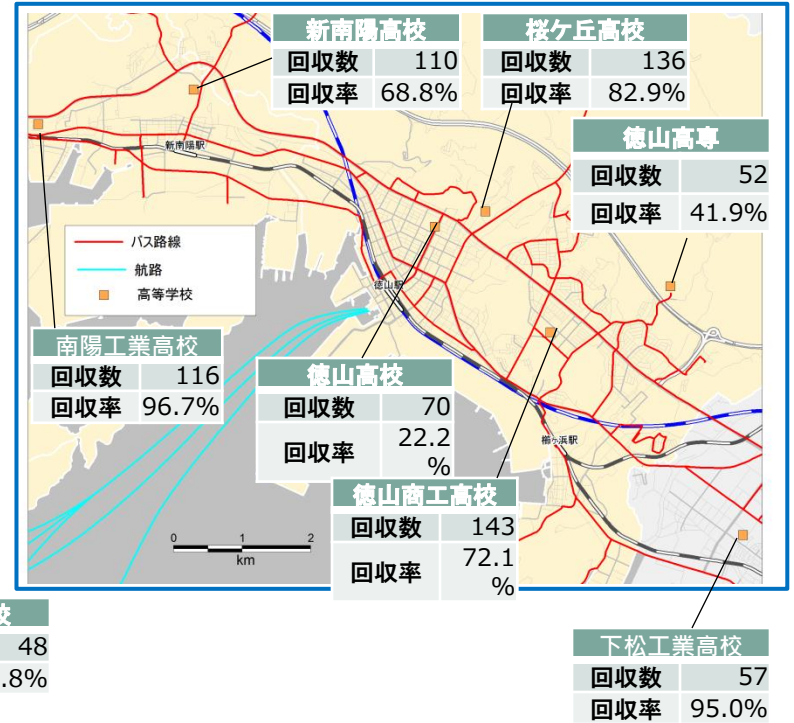 新南陽高校
回収数 110
回収率 68.8%
桜ケ丘高校
回収数 136
回収率 82.9%
徳山高専
回収数 52
回収率 41.9%
新南陽駅
バス路線
航路
高等学校
徳山駅
南陽工業高校
回収数 116
回収率 96.7%
徳山高校
回収数 70
回収率 22.2
%
櫛ヶ浜駅
徳山商工高校
回収数 143
回収率 72.1
%
0 1 2
km
校
48
.8%
下松工業高校
回収数 57
回収率 95.0%